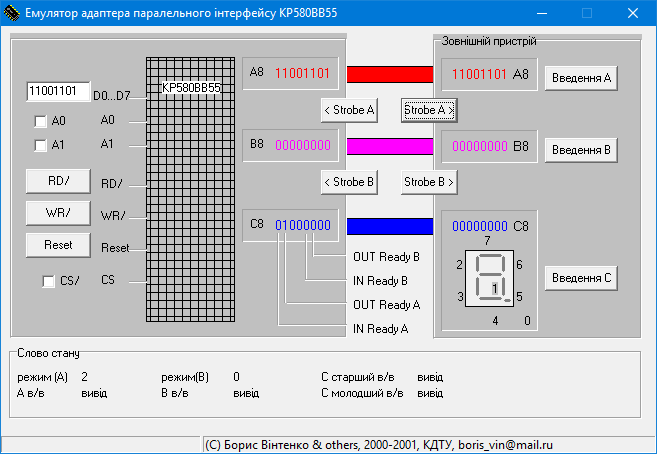 Емулятор адаптера паралельного інтерфейсу КР580ВВ55
11001101 D0...D7
A0 A0
A1 A1
RD/ RD/
WR/ WR/
Reset Reset
CS/ CS
КР580ВВ55
A8 11001101
< Strobe A Strobe A >
B8 00000000
< Strobe B Strobe B >
C8 01000000
OUT Ready B
IN Ready B
OUT Ready A
IN Ready A
Зовнішній пристрій
11001101 A8 Введення A
00000000 B8 Введення B
00000000 C8
7
2 6
1
3 5
4 0
Введення C
Слово стану
режим (A) 2 режим(B) 0 C старший в/в вивід
A в/в вивід B в/в вивід C молодший в/в вивід
(C) Борис Вінтенко & others, 2000-2001, КДТУ, boris_vin@mail.ru